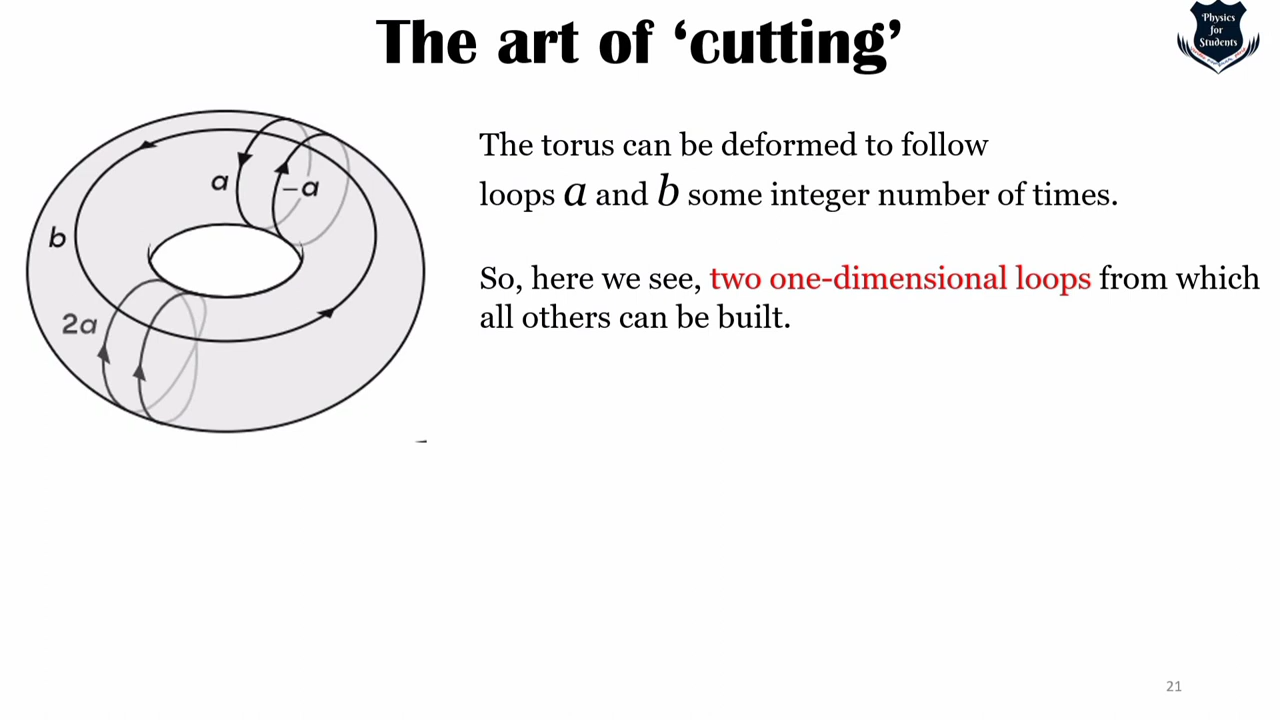 The art of ‘cutting’
Physics
for
Students
a
–a
b
2a
The torus can be deformed to follow
loops a and b some integer number of times.
So, here we see, two one-dimensional loops from which
all others can be built.
21